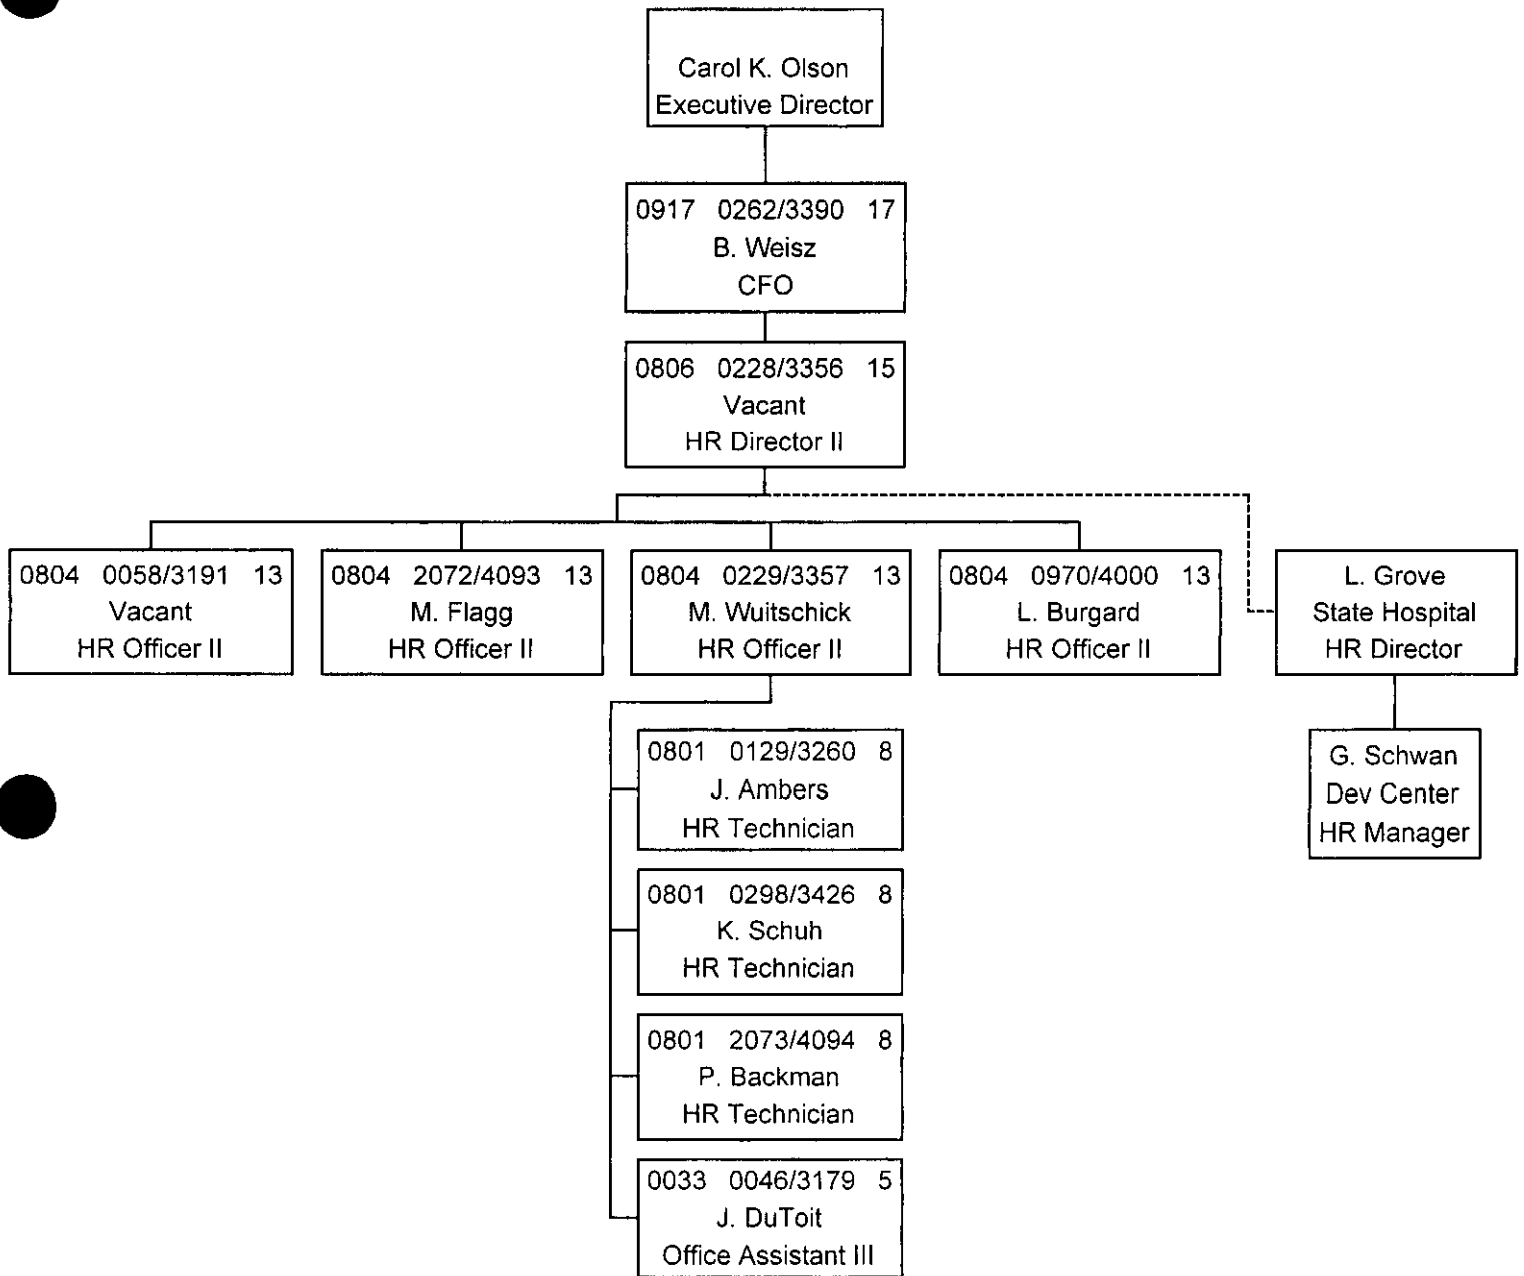 Carol K. Olson
Executive Director
0917 0262/3390 17
B. Weisz
CFO
0806 0228/3356 15
Vacant
HR Director II
0804 0058/3191 13
Vacant
HR Officer II
0804 2072/4093 13
M. Flagg
HR Officer II
0804 0229/3357 13
M. Wuitschick
HR Officer II
0804 0970/4000 13
L. Burgard
HR Officer II
L. Grove
State Hospital
HR Director
0801 0129/3260 8
J. Ambers
HR Technician
G. Schwan
Dev Center
HR Manager
0801 0298/3426 8
K. Schuh
HR Technician
0801 2073/4094 8
P. Backman
HR Technician
0033 0046/3179 5
J. DuToit
Office Assistant III